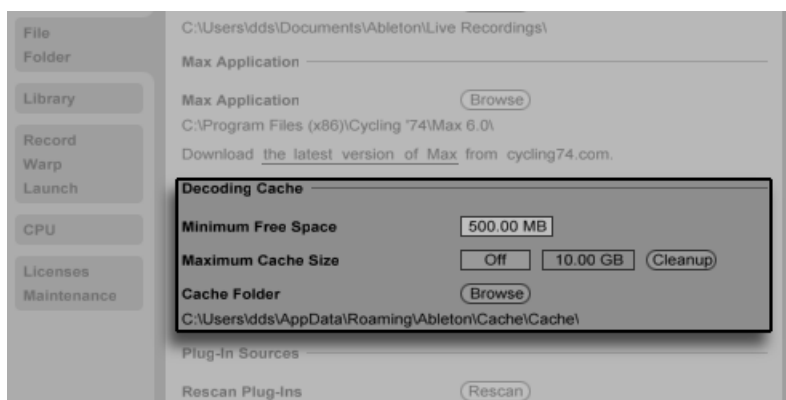 File
Folder
Library
Record
Warp
Launch
CPU
Licenses
Maintenance
C:\Users\dds\Documents\Ableton\Live Recordings\
Max Application
Max Application Browse
C:\Program Files (x86)\Cycling '74\Max 6.0\
Download the latest version of Max from cycling74.com.
Decoding Cache
Minimum Free Space 500.00 MB
Maximum Cache Size Off 10.00 GB Cleanup
Cache Folder Browse
C:\Users\dds\AppData\Roaming\Ableton\Cache\Cache\
Plug-In Sources
Rescan Plug-Ins Rescan